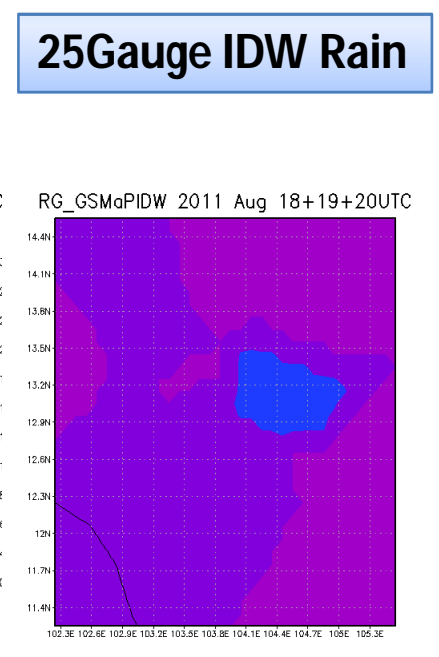 25Gauge IDW Rain
RG_GSMaPIDW 2011 Aug 18+19+20UTC
14.4N
14.1N
13.8N
13.5N
13.2N
12.9N
12.6N
12.3N
12N
11.7N
11.4N
102.3E 102.6E 102.9E 103.2E 103.5E 103.8E 104.1E 104.4E 104.7E 105E 105.3E